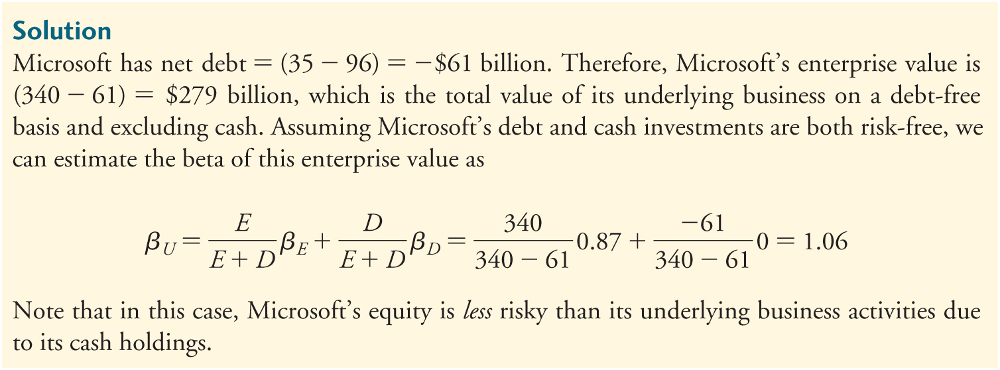 Solution
Microsoft has net debt = (35 − 96) = −$61 billion. Therefore, Microsoft’s enterprise value is
(340 − 61) = $279 billion, which is the total value of its underlying business on a debt-free
basis and excluding cash. Assuming Microsoft’s debt and cash investments are both risk-free, we
can estimate the beta of this enterprise value as
β_U = \frac{E}{E + D} β_E + \frac{D}{E + D} β_D = \frac{340}{340 − 61} 0.87 + \frac{−61}{340 − 61} 0 = 1.06
Note that in this case, Microsoft’s equity is less risky than its underlying business activities due
to its cash holdings.